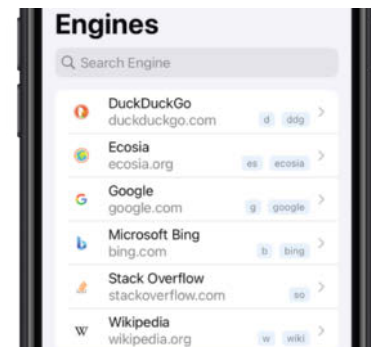 Engines
Search Engine
DuckDuckGo
duckduckgo.com d ddg
Ecosia
ecosia.org es ecosia
Google
google.com g google
Microsoft Bing
bing.com b bing
Stack Overflow
stackoverflow.com so
W Wikipedia
wikipedia.org w wiki